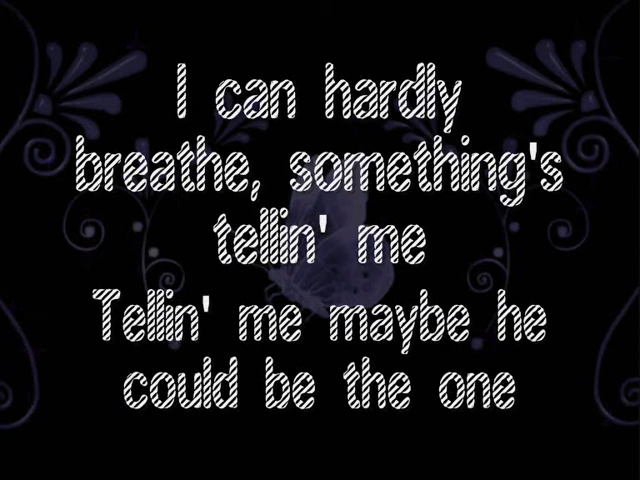 I can hardly
breathe, something's
tellin' me
Tellin' me maybe he
could be the one